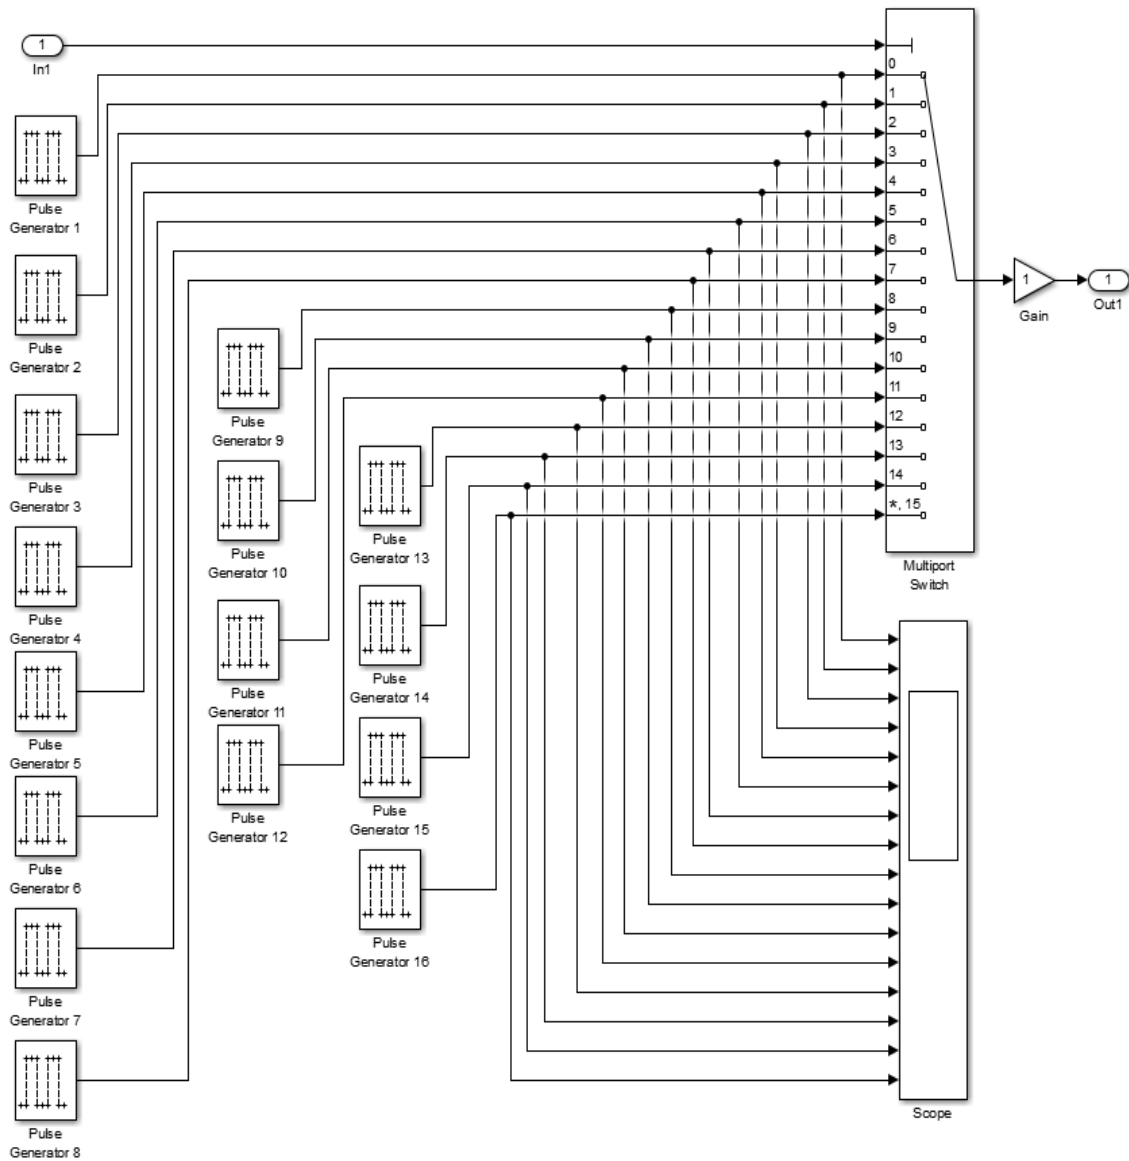 1
In1
0
1
2
3
4
5
6
7
8
9
10
11
12
13
14
*, 15
Multiport
Switch
1
Gain
1
Out1
Pulse
Generator 1
Pulse
Generator 2
Pulse
Generator 3
Pulse
Generator 4
Pulse
Generator 5
Pulse
Generator 6
Pulse
Generator 7
Pulse
Generator 8
Pulse
Generator 9
Pulse
Generator 10
Pulse
Generator 11
Pulse
Generator 12
Pulse
Generator 13
Pulse
Generator 14
Pulse
Generator 15
Pulse
Generator 16
Scope